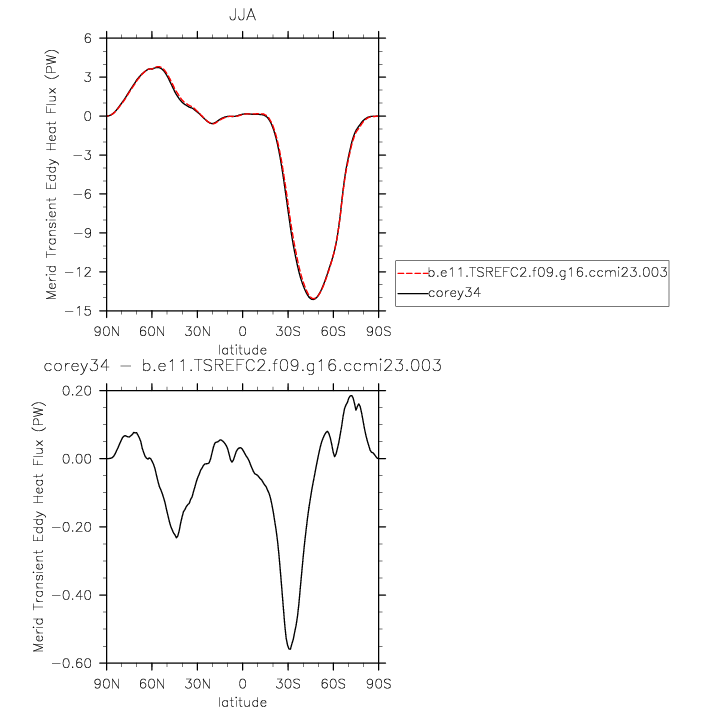 JJA
Merid Transient Eddy Heat Flux (PW)
6
3
0
−3
−6
−9
−12
−15
90N 60N 30N 0 30S 60S 90S
latitude
b.e11.TSREFC2.f09.g16.ccmi23.003
corey34
corey34 − b.e11.TSREFC2.f09.g16.ccmi23.003
Merid Transient Eddy Heat Flux (PW)
0.20
0.00
−0.20
−0.40
−0.60
90N 60N 30N 0 30S 60S 90S
latitude